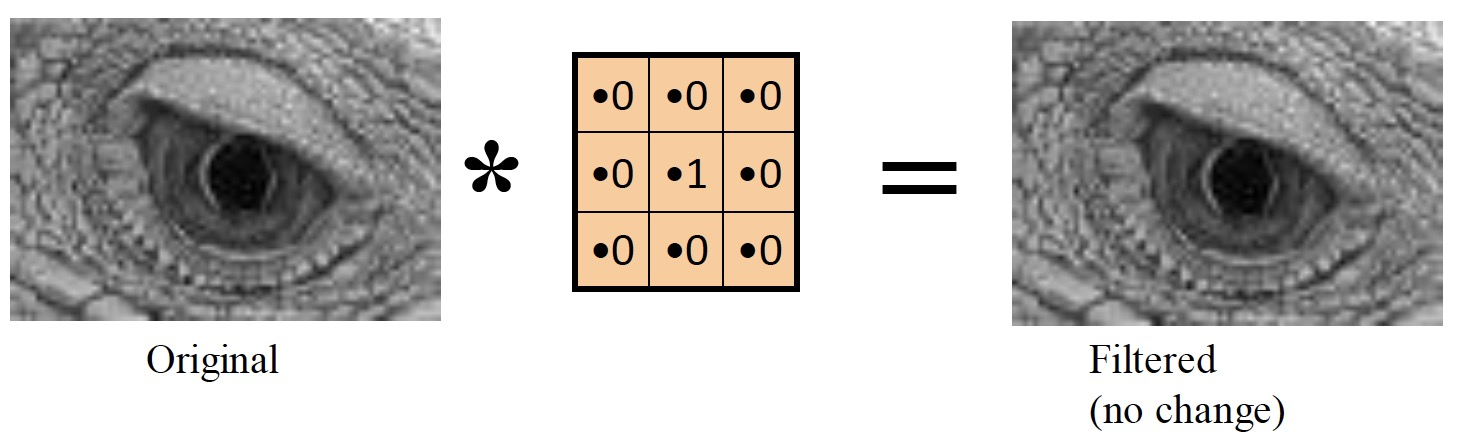 *
•0 •0 •0
•0 •1 •0
•0 •0 •0
=
Original
Filtered
(no change)